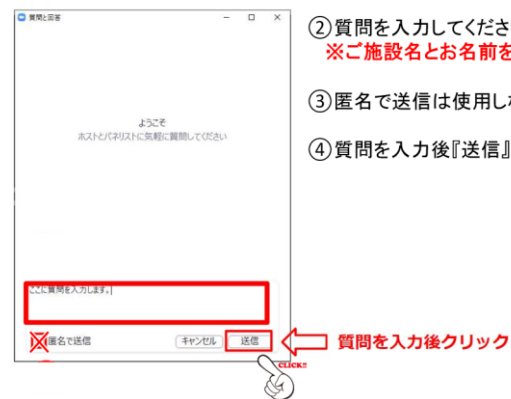 質問と回答
②質問を入力してくださ
※ご施設名とお名前を
③匿名で送信は使用しな
④質問を入力後『送信』
ようこそ
ホストとパネリストに気軽に質問してください
ここに質問を入力します。
匿名で送信
キャンセル
送信
質問を入力後クリック
CLICK!!